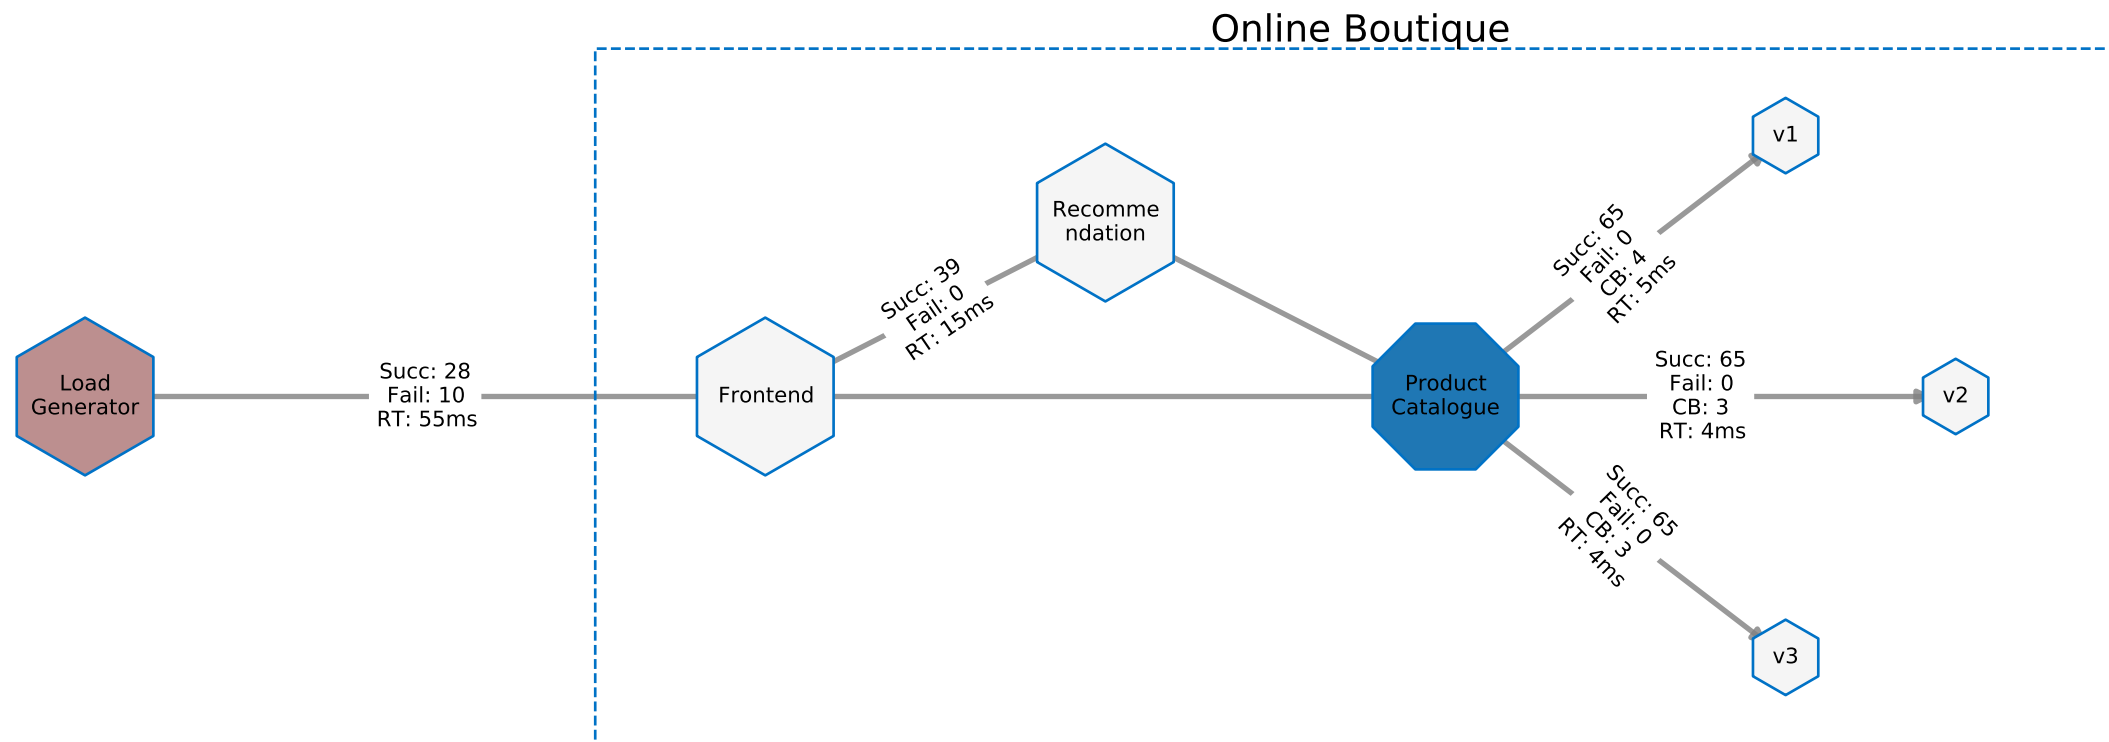 Online Boutique
Load
Generator
Succ: 28
Fail: 10
RT: 55ms
Frontend
Succ: 39
Fail: 0
RT: 15ms
Recomme
ndation
Product
Catalogue
Succ: 65
Fail: 0
CB: 4
RT: 5ms
v1
Succ: 65
Fail: 0
CB: 3
RT: 4ms
v2
Succ: 65
Fail: 0
CB: 3
RT: 4ms
v3